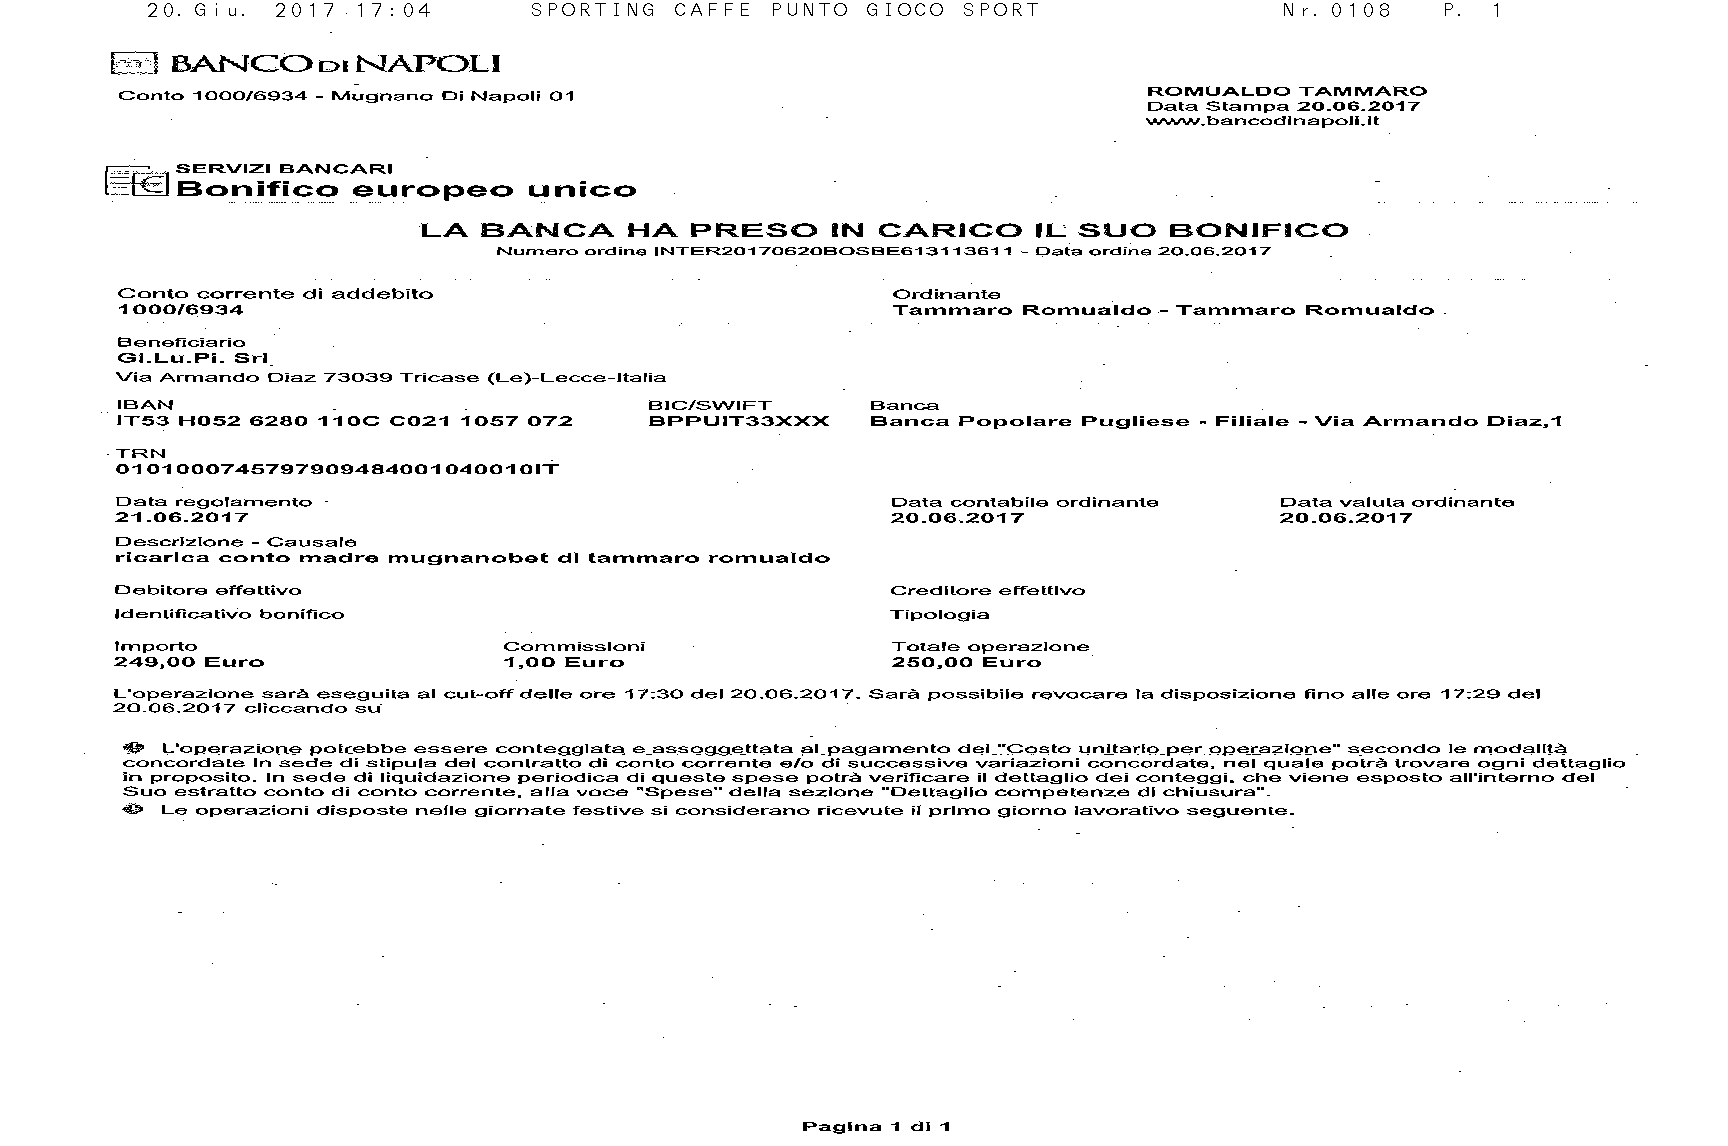 20. Giu. 2017 17:04 SPORTING CAFFE PUNTO GIOCO SPORT Nr. 0108 P. 1
BANCO DI NAPOLI
Conto 1000/6934 - Mugnano Di Napoli 01
ROMUALDO TAMMARO
Data Stampa 20.06.2017
www.bancodinapoli.it
SERVIZI BANCARI
Bonifico europeo unico
LA BANCA HA PRESO IN CARICO IL SUO BONIFICO
Numero ordine INTER20170620BOSBE613113611 - Data ordine 20.06.2017
Conto corrente di addebito Ordinante
1000/6934 Tammaro Romualdo - Tammaro Romualdo
Beneficiario
Gi.Lu.Pi. Srl
Via Armando Diaz 73039 Tricase (Le)-Lecce-Italia
IBAN BIC/SWIFT Banca
IT53 H052 6280 110C C021 1057 072 BPPUIT33XXX Banca Popolare Pugliese - Filiale - Via Armando Diaz,1
TRN
0101000745797909484001040010IT
Data regolamento Data contabile ordinante Data valuta ordinante
21.06.2017 20.06.2017 20.06.2017
Descrizione - Causale
ricarica conto madre mugnanobet di tammaro romualdo
Debitore effettivo Creditore effettivo
Identificativo bonifico Tipologia
Importo Commissioni Totale operazione
249,00 Euro 1,00 Euro 250,00 Euro
L'operazione sarà eseguita al cut-off delle ore 17:30 del 20.06.2017. Sarà possibile revocare la disposizione fino alle ore 17:29 del
20.06.2017 cliccando su
L'operazione potrebbe essere conteggiata e assoggettata al pagamento del "Costo unitario per operazione" secondo le modalità
concordate in sede di stipula del contratto di conto corrente e/o di successive variazioni concordate, nel quale potrà trovare ogni dettaglio
in proposito. In sede di liquidazione periodica di queste spese potrà verificare il dettaglio dei conteggi, che viene esposto all'interno del
Suo estratto conto di conto corrente, alla voce "Spese" della sezione "Dettaglio competenze di chiusura".
Le operazioni disposte nelle giornate festive si considerano ricevute il primo giorno lavorativo seguente.
Pagina 1 di 1